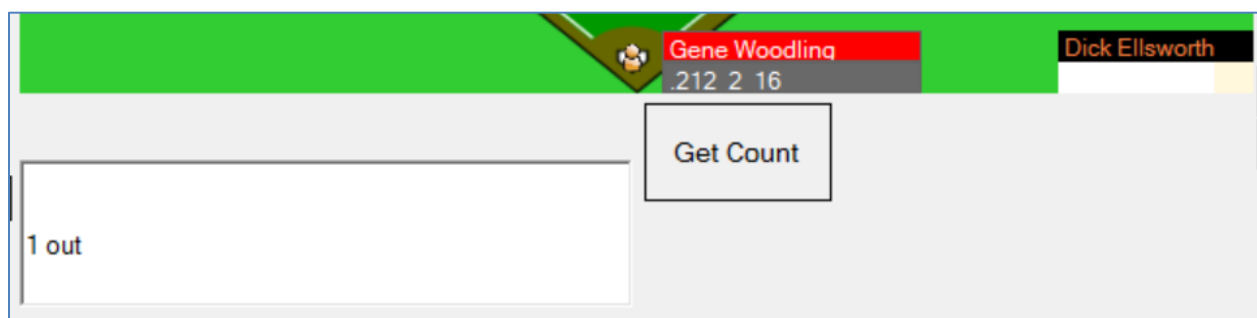 Gene Woodling
.212 2 16
Dick Ellsworth
Get Count
1 out